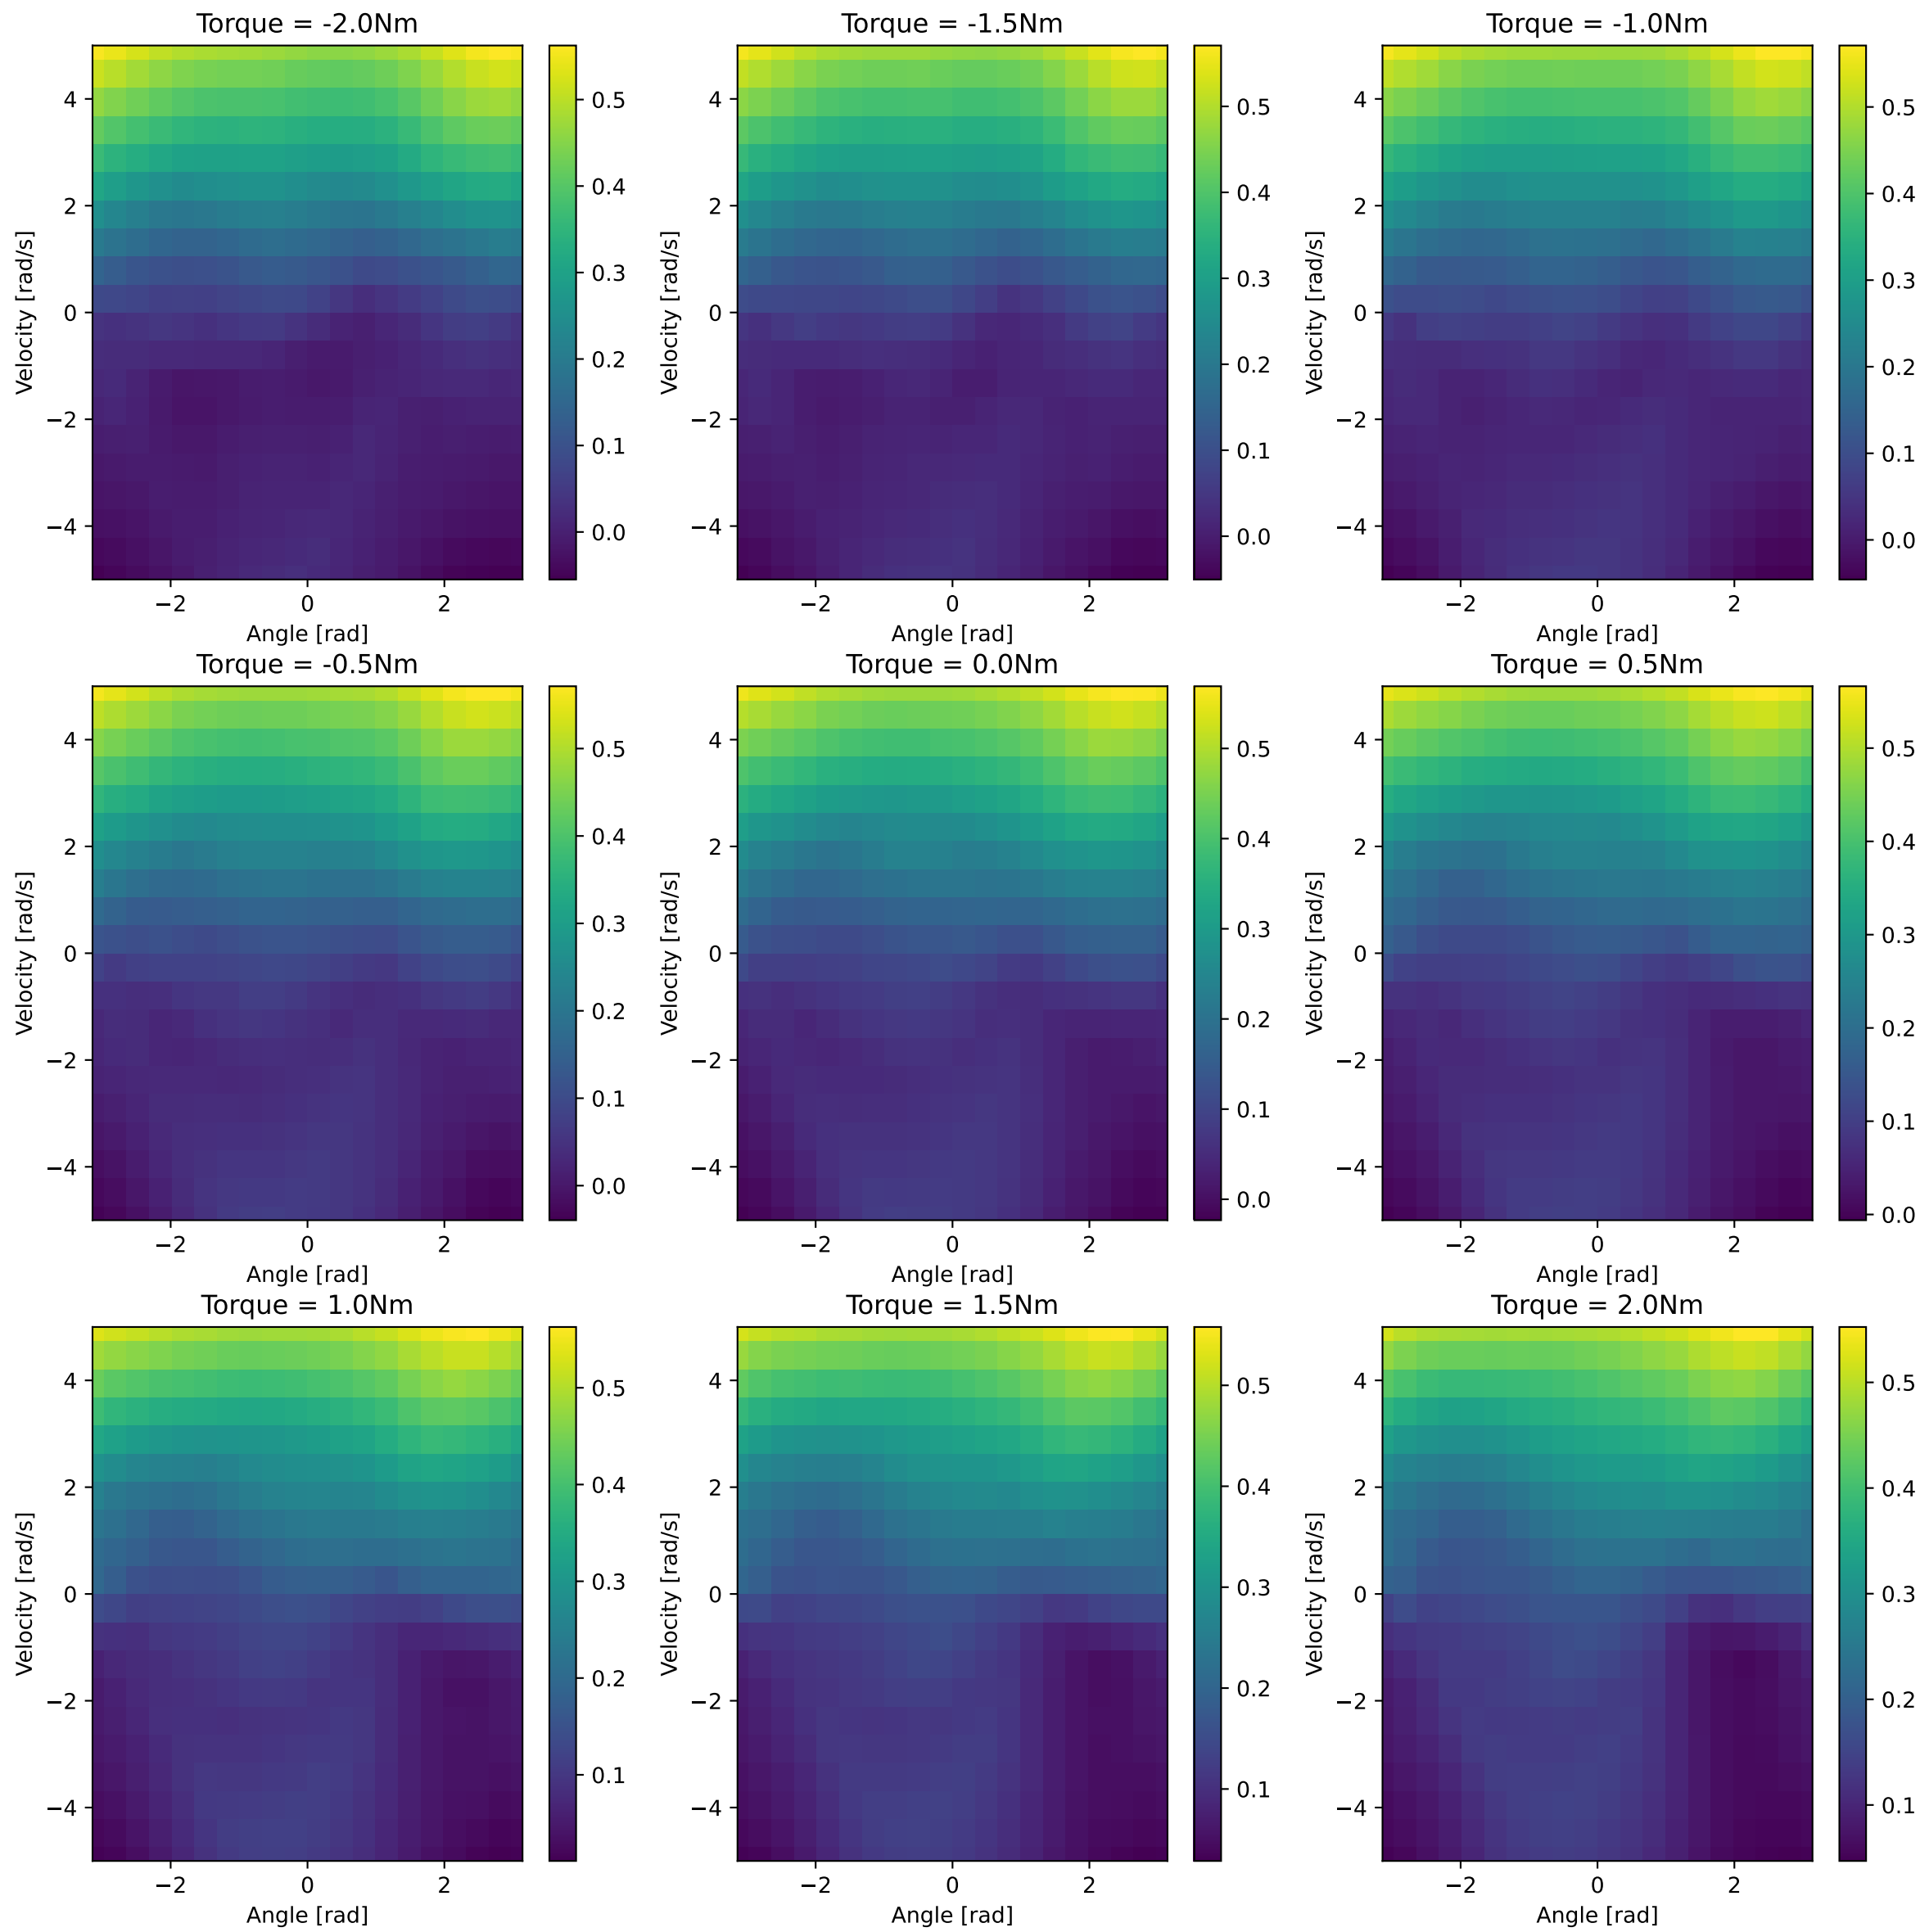 Torque = -2.0Nm
Velocity [rad/s]
4
2
0
−2
−4
−2 0 2
Angle [rad]
0.5
0.4
0.3
0.2
0.1
0.0
Torque = -1.5Nm
Velocity [rad/s]
4
2
0
−2
−4
−2 0 2
Angle [rad]
0.5
0.4
0.3
0.2
0.1
0.0
Torque = -1.0Nm
Velocity [rad/s]
4
2
0
−2
−4
−2 0 2
Angle [rad]
0.5
0.4
0.3
0.2
0.1
0.0
Torque = -0.5Nm
Velocity [rad/s]
4
2
0
−2
−4
−2 0 2
Angle [rad]
0.5
0.4
0.3
0.2
0.1
0.0
Torque = 0.0Nm
Velocity [rad/s]
4
2
0
−2
−4
−2 0 2
Angle [rad]
0.5
0.4
0.3
0.2
0.1
0.0
Torque = 0.5Nm
Velocity [rad/s]
4
2
0
−2
−4
−2 0 2
Angle [rad]
0.5
0.4
0.3
0.2
0.1
0.0
Torque = 1.0Nm
Velocity [rad/s]
4
2
0
−2
−4
−2 0 2
Angle [rad]
0.5
0.4
0.3
0.2
0.1
Torque = 1.5Nm
Velocity [rad/s]
4
2
0
−2
−4
−2 0 2
Angle [rad]
0.5
0.4
0.3
0.2
0.1
Torque = 2.0Nm
Velocity [rad/s]
4
2
0
−2
−4
−2 0 2
Angle [rad]
0.5
0.4
0.3
0.2
0.1